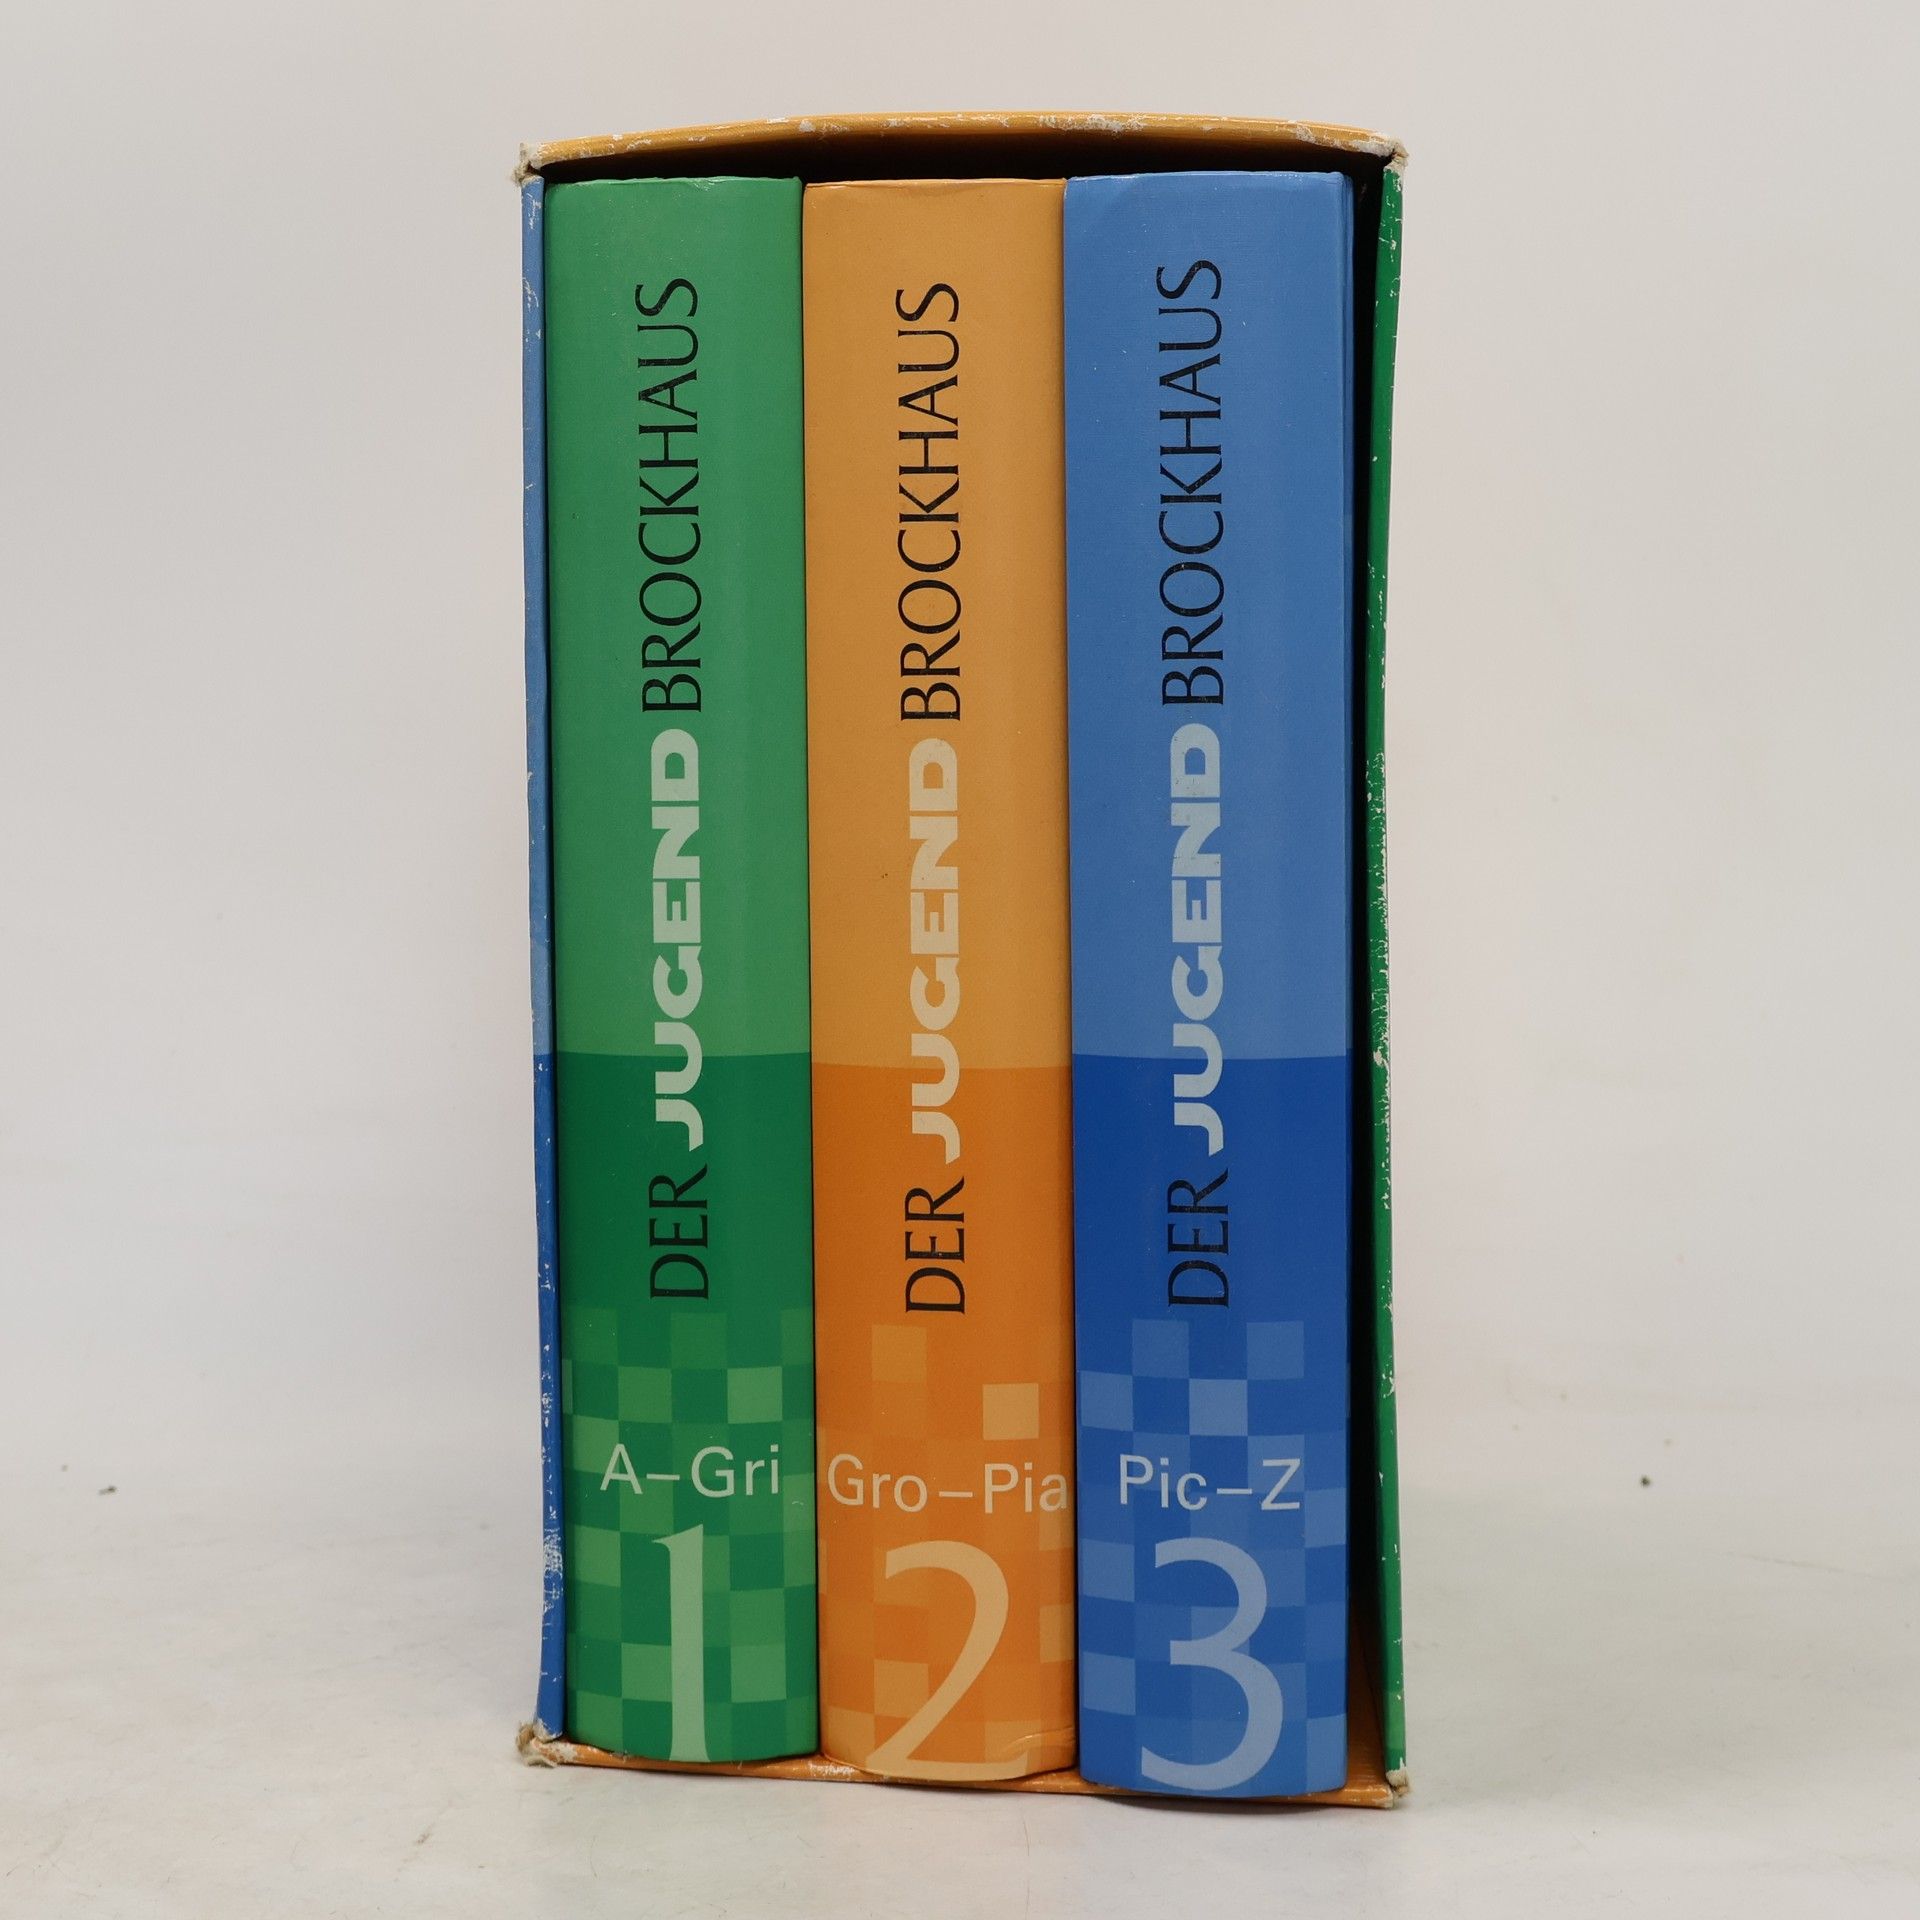 DER JUGEND BROCKHAUS
A–Gri
1
DER JUGEND BROCKHAUS
Gro–Pia
2
DER JUGEND BROCKHAUS
Pic–Z
3